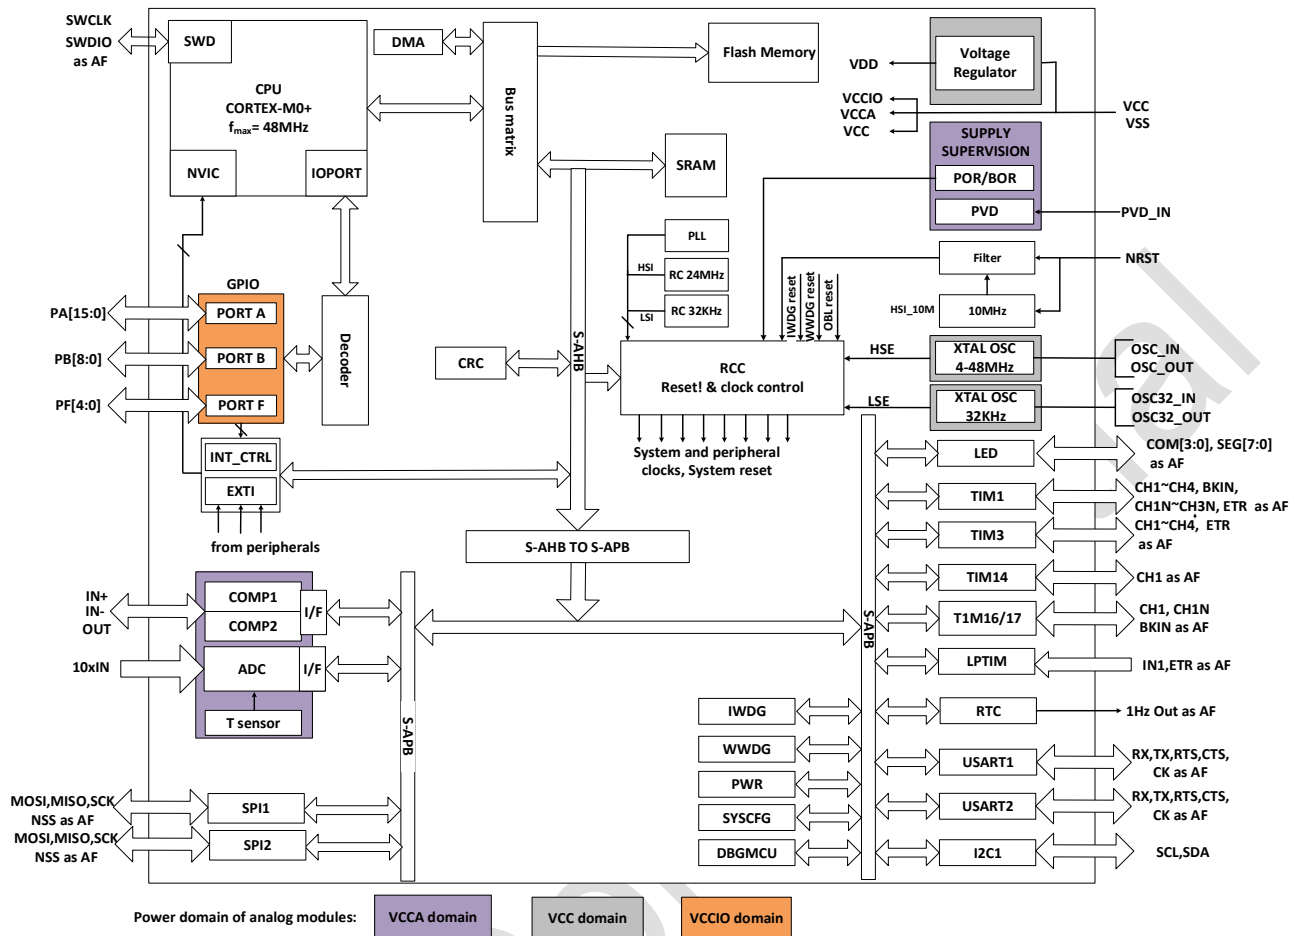 SWCLK
SWDIO
as AF
SWD
CPU
CORTEX-M0+
fmax= 48MHz
NVIC
IOPORT
DMA
Bus matrix
Flash Memory
SRAM
Voltage
Regulator
VDD
VCCIO
VCCA
VCC
VCC
VSS
SUPPLY
SUPERVISION
POR/BOR
PVD
PVD_IN
Filter
NRST
HSI_10M
10MHz
PLL
HSI
RC 24MHz
LSI
RC 32KHz
IWDG reset
WWDG reset
OBL reset
GPIO
PA[15:0]
PORT A
PB[8:0]
PORT B
PF[4:0]
PORT F
Decoder
CRC
S-AHB
RCC
Reset! & clock control
HSE
XTAL OSC
4-48MHz
OSC_IN
OSC_OUT
LSE
XTAL OSC
32KHz
OSC32_IN
OSC32_OUT
System and peripheral
clocks, System reset
INT_CTRL
EXTI
from peripherals
S-AHB TO S-APB
LED
COM[3:0], SEG[7:0]
as AF
TIM1
CH1~CH4, BKIN,
CH1N~CH3N, ETR as AF
TIM3
CH1~CH4, ETR
as AF
TIM14
CH1 as AF
T1M16/17
CH1, CH1N
BKIN as AF
LPTIM
IN1,ETR as AF
RTC
1Hz Out as AF
USART1
RX,TX,RTS,CTS,
CK as AF
USART2
RX,TX,RTS,CTS,
CK as AF
I2C1
SCL,SDA
S-APB
IN+
IN-
OUT
COMP1
COMP2
I/F
10xIN
ADC
I/F
T sensor
S-APB
IWDG
WWDG
PWR
SYSCFG
DBGMCU
MOSI,MISO,SCK
NSS as AF
SPI1
MOSI,MISO,SCK
NSS as AF
SPI2
Power domain of analog modules:
VCCA domain
VCC domain
VCCIO domain